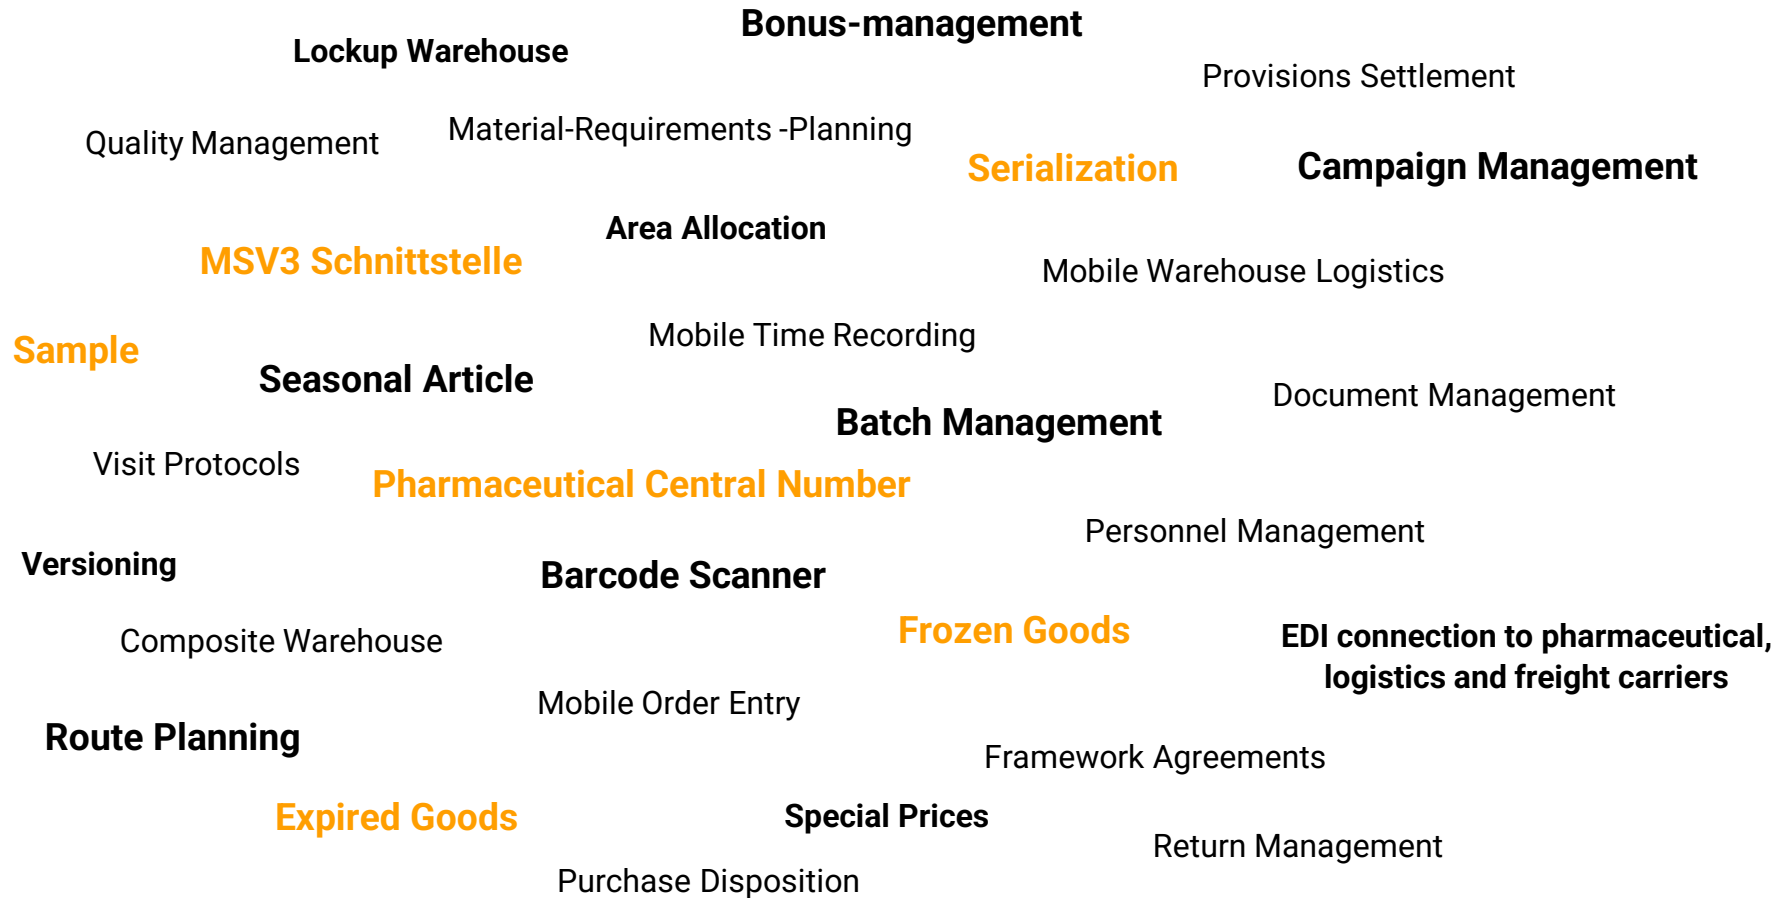 Bonus-management
Lockup Warehouse
Provisions Settlement
Material-Requirements -Planning
Quality Management
Serialization
Campaign Management
Area Allocation
MSV3 Schnittstelle
Mobile Warehouse Logistics
Mobile Time Recording
Sample
Seasonal Article
Document Management
Batch Management
Visit Protocols
Pharmaceutical Central Number
Personnel Management
Versioning
Barcode Scanner
Frozen Goods
Composite Warehouse
EDI connection to pharmaceutical,
logistics and freight carriers
Mobile Order Entry
Route Planning
Framework Agreements
Expired Goods
Special Prices
Return Management
Purchase Disposition